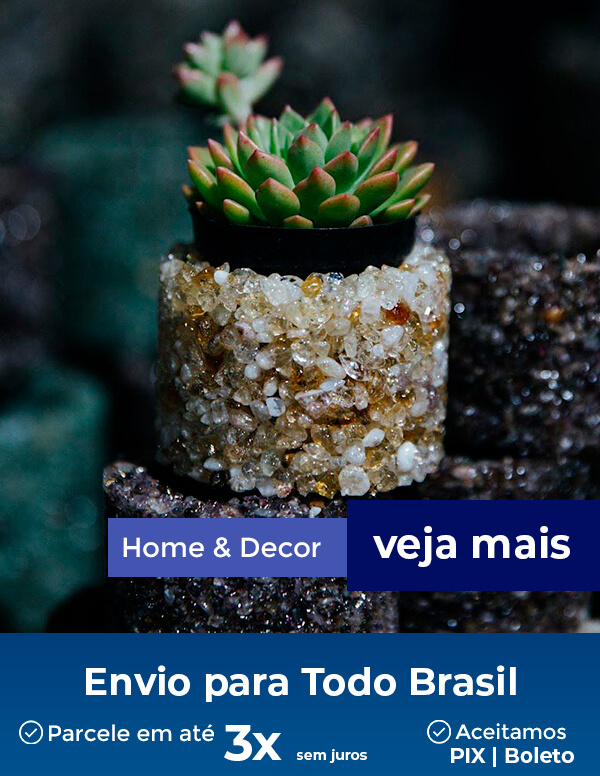 Home & Decor
veja mais
Envio para Todo Brasil
Parcele em até 3x sem juros
Aceitamos
PIX | Boleto